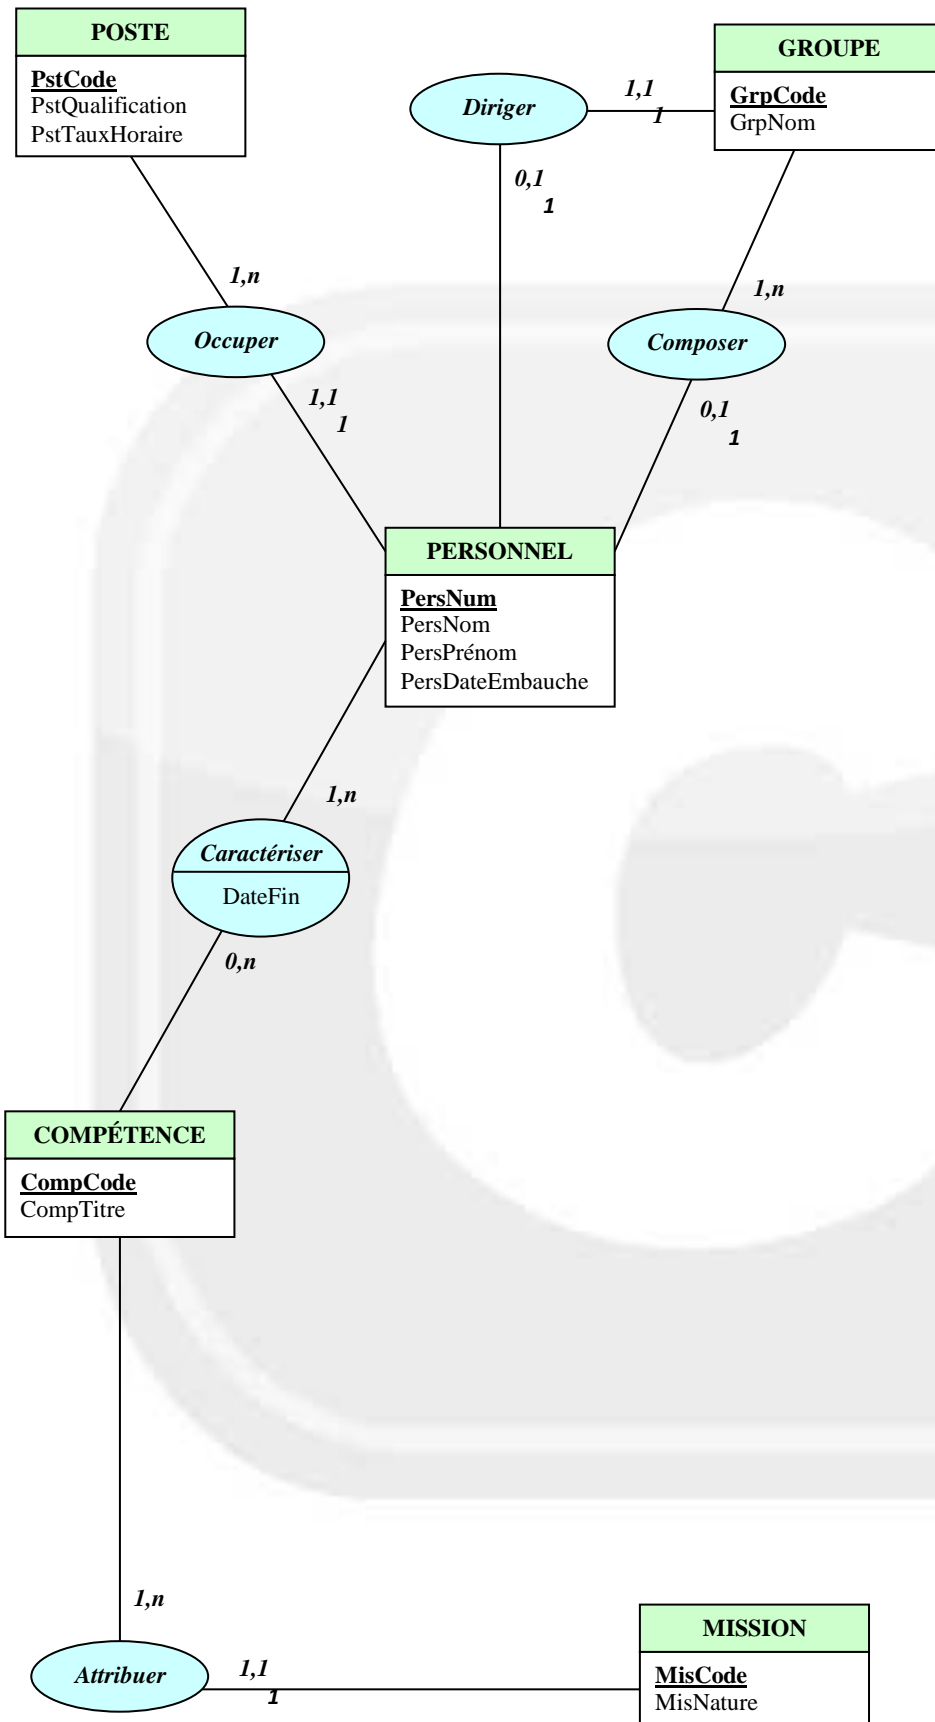 POSTE
PstCode
PstQualification
PstTauxHoraire
GROUPE
GrpCode
GrpNom
Diriger
1,1
1
0,1
1
1,n
Occuper
1,1
1
1,n
Composer
0,1
1
PERSONNEL
PersNum
PersNom
PersPrénom
PersDateEmbauche
1,n
Caractériser
DateFin
0,n
COMPÉTENCE
CompCode
CompTitre
1,n
Attribuer
1,1
1
MISSION
MisCode
MisNature